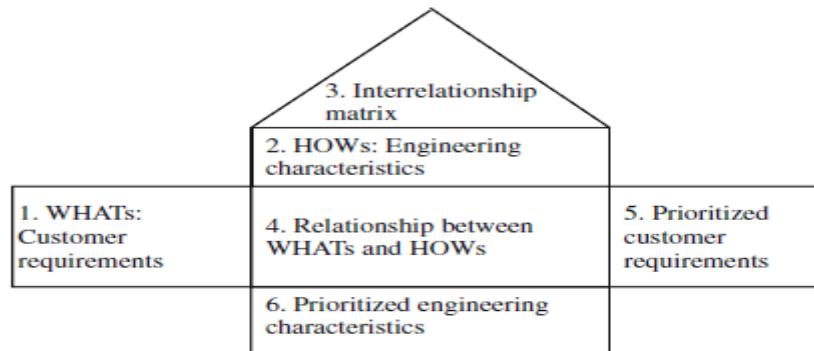 3. Interrelationship
matrix
2. HOWs: Engineering
characteristics
1. WHATs:
Customer
requirements
4. Relationship between
WHATs and HOWs
5. Prioritized
customer
requirements
6. Prioritized engineering
characteristics